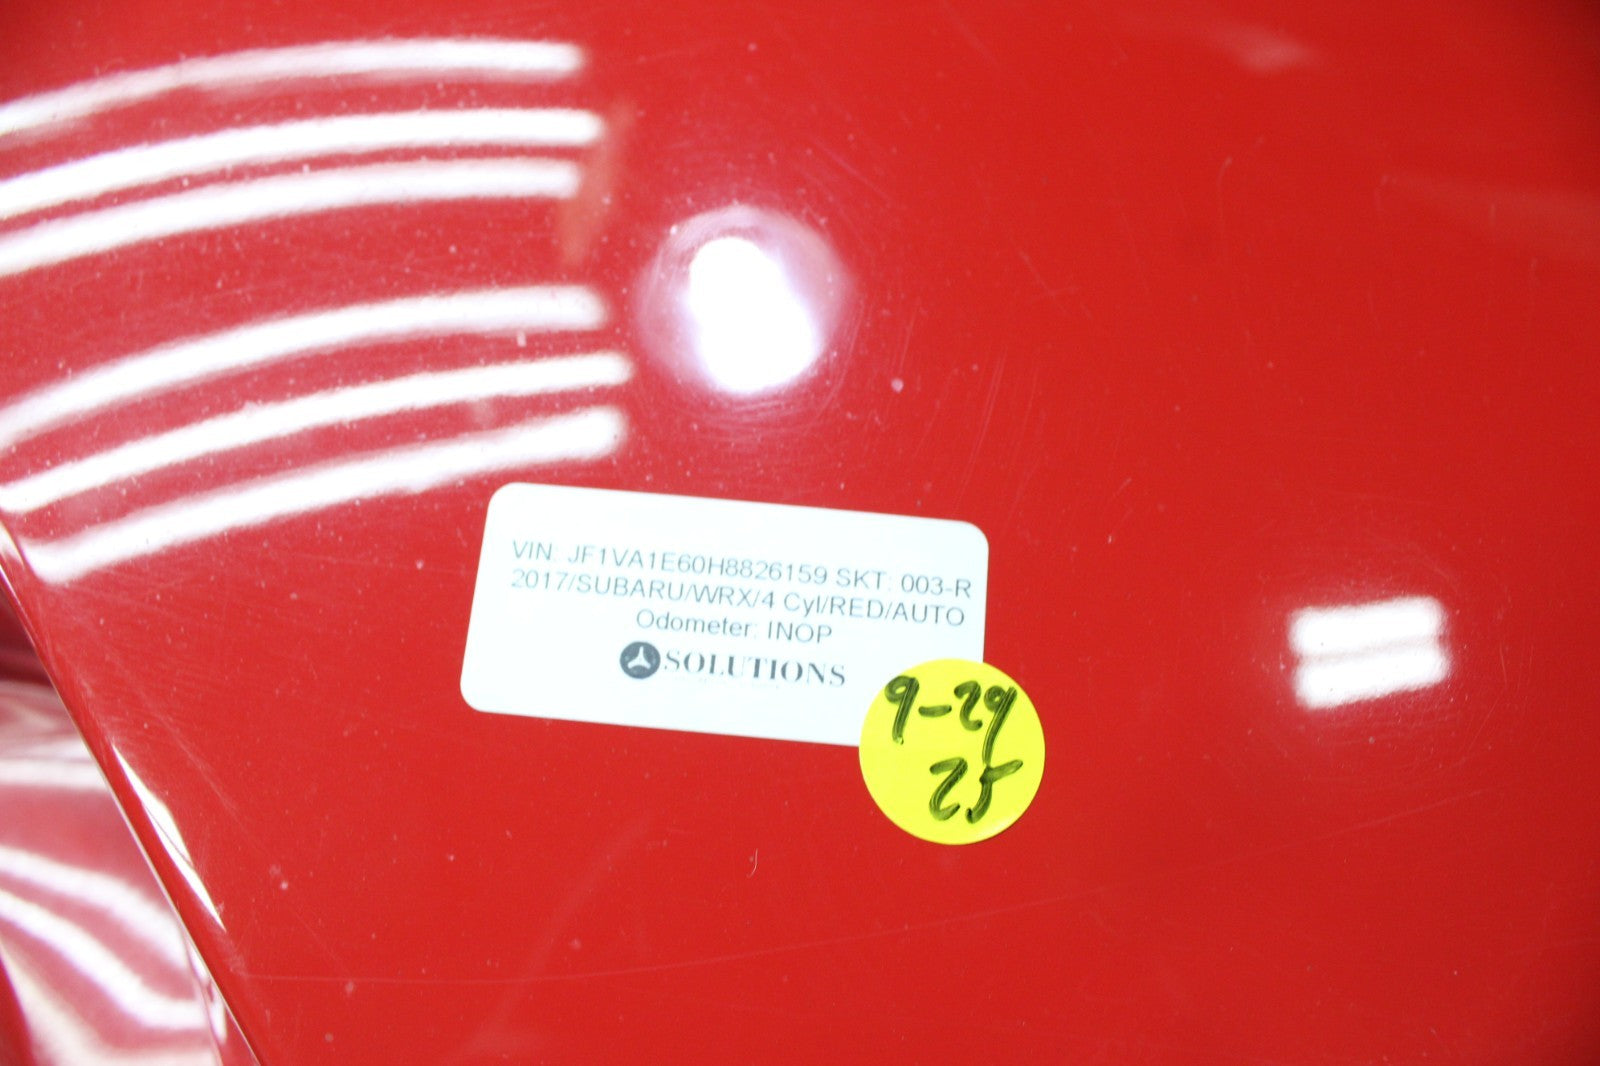 VIN: JF1VA1E60H8826159 SKT: 003-R
2017/SUBARU/WRX/4 Cyl/RED/AUTO
Odometer: INOP
SOLUTIONS
9-29
25